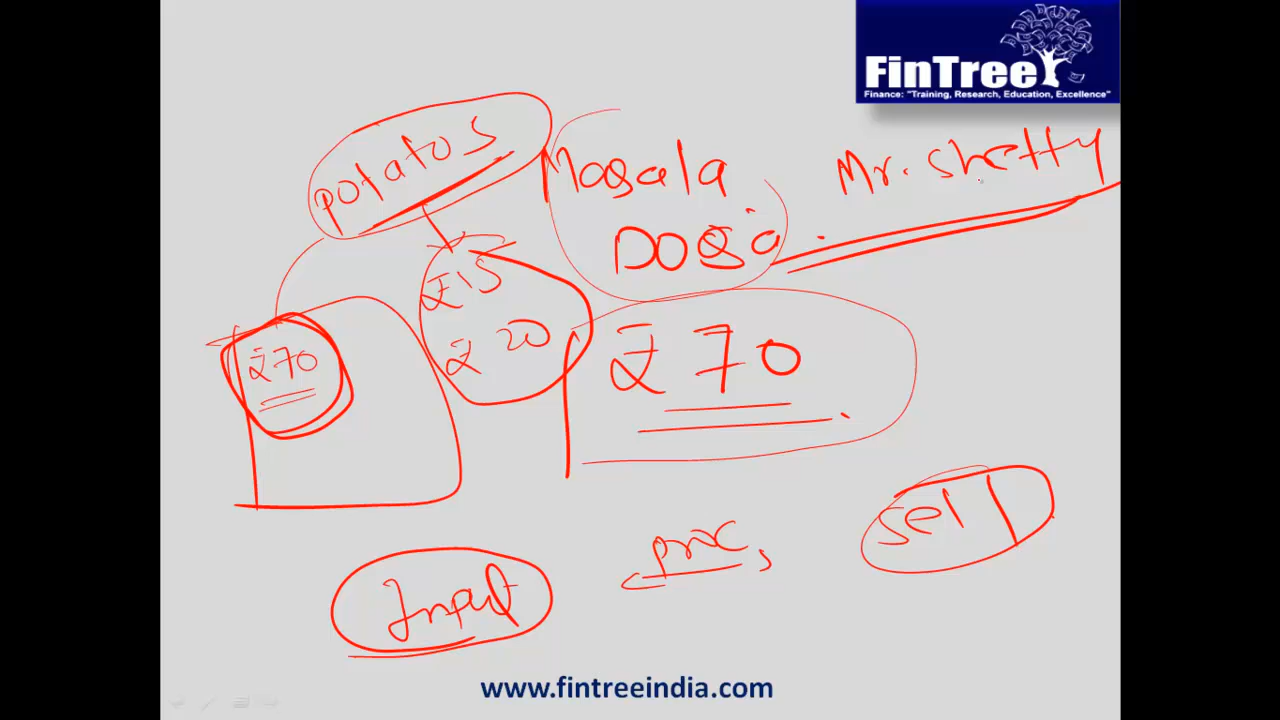 FinTree
Finance: "Training, Research, Education, Excellence"
potatos
Masala
Dosa.
Mr. Shetty
₹15
₹ 20
₹70
₹ 70
Input
sell
www.fintreeindia.com